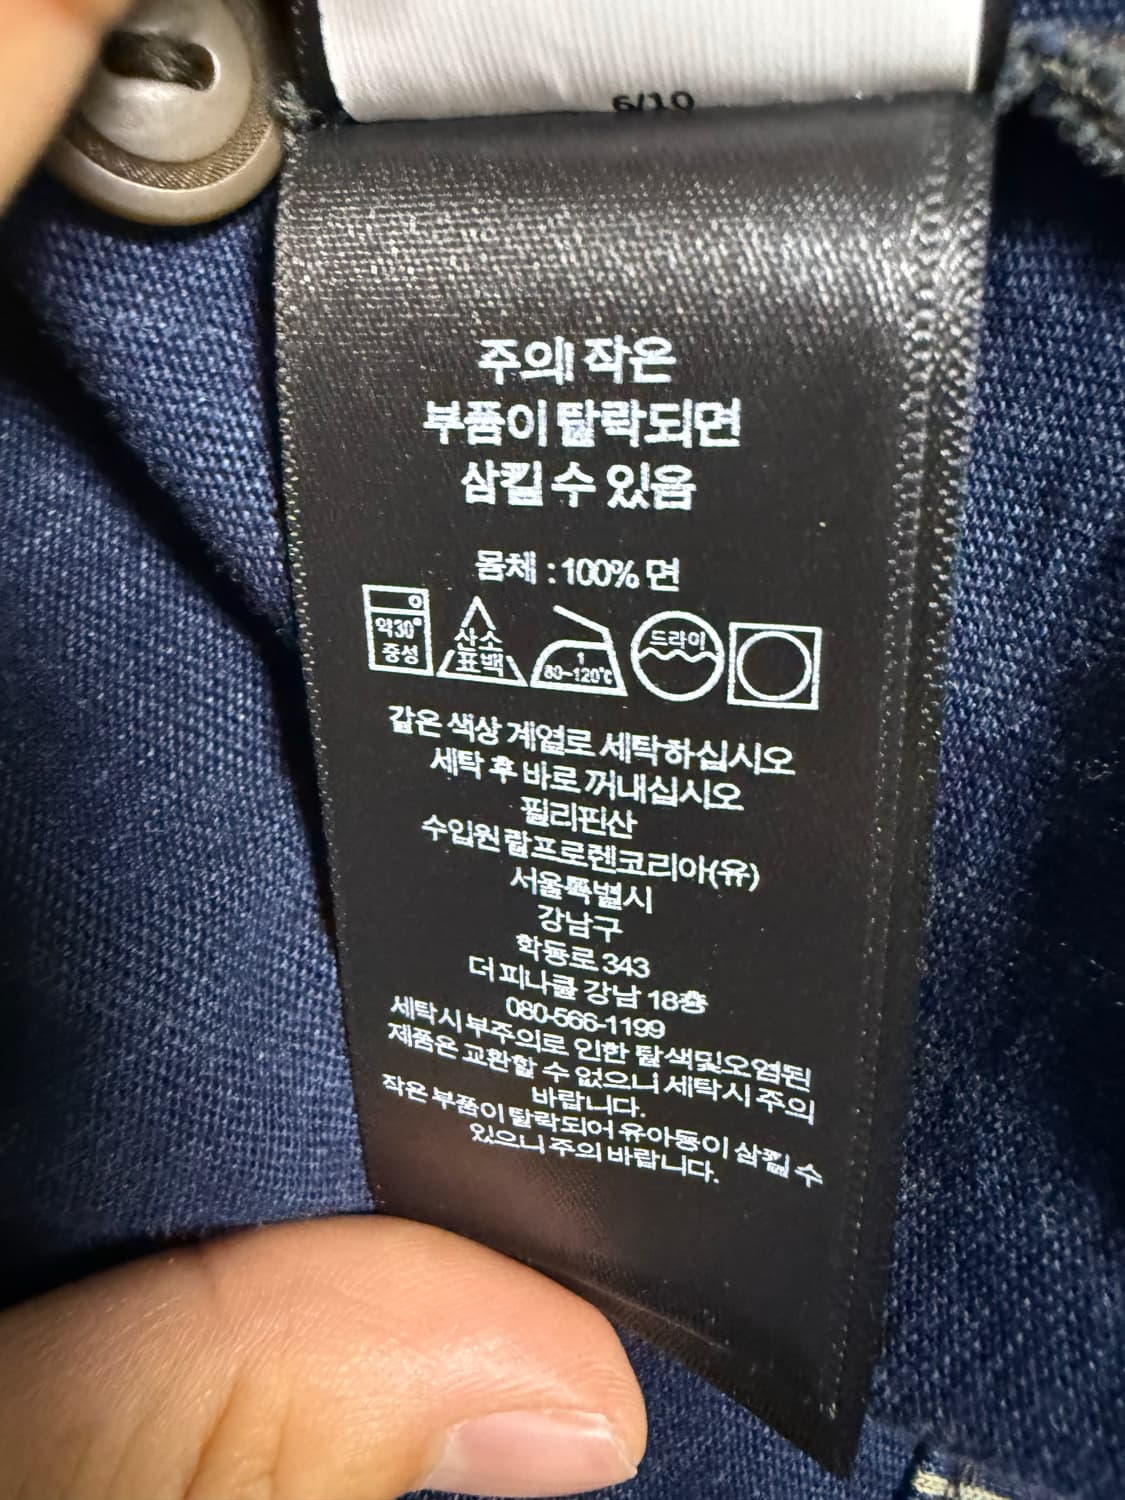 6/10
주의! 작은
부품이 탈락되면
삼킬 수 있음
몸체 : 100% 면
약30°
중성
산소
표백
1
80~120℃
드라이
같은 색상 계열로 세탁하십시오
세탁 후 바로 꺼내십시오
필리핀산
수입원 랄프로렌코리아(유)
서울특별시
강남구
학동로 343
더 피나클 강남 18층
080-566-1199
세탁시 부주의로 인한 탈색및오염된
제품은 교환할 수 없으니 세탁시 주의
바랍니다.
작은 부품이 탈락되어 유아등이 삼킬 수
있으니 주의 바랍니다.